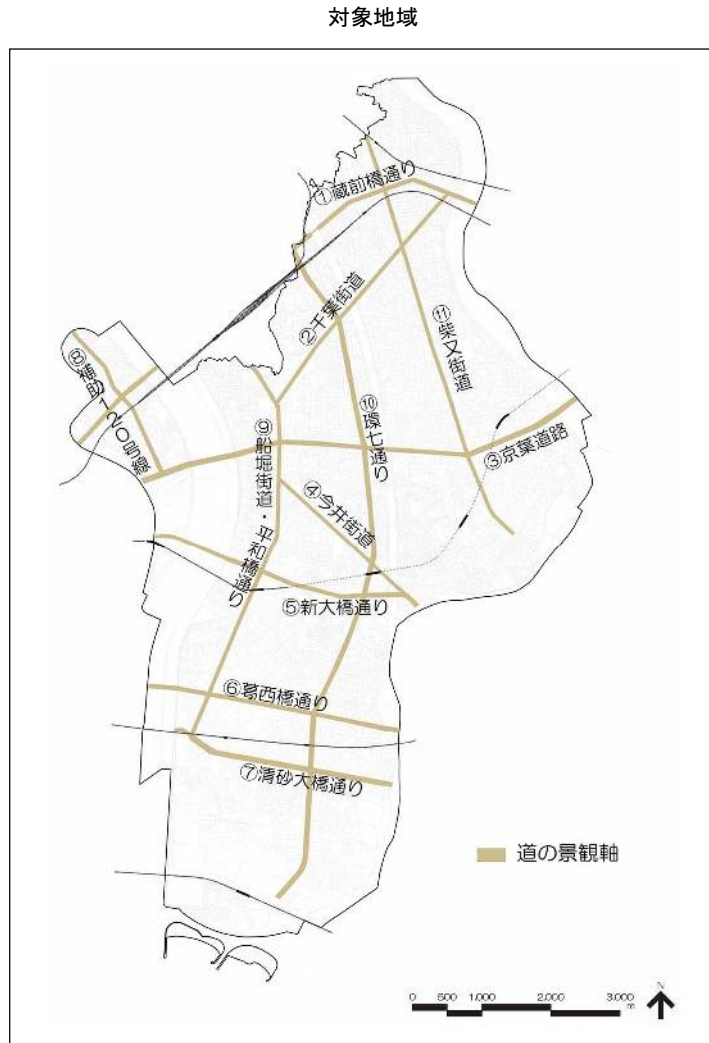 対象地域
①蔵前橋通り
②千葉街道
⑪柴又街道
⑧補助120号線
⑩環七通り
⑨船堀街道・平和橋通り
③京葉道路
④今井街道
⑤新大橋通り
⑥葛西橋通り
⑦清砂大橋通り
道の景観軸
0 500 1,000 2,000 3,000
m
N